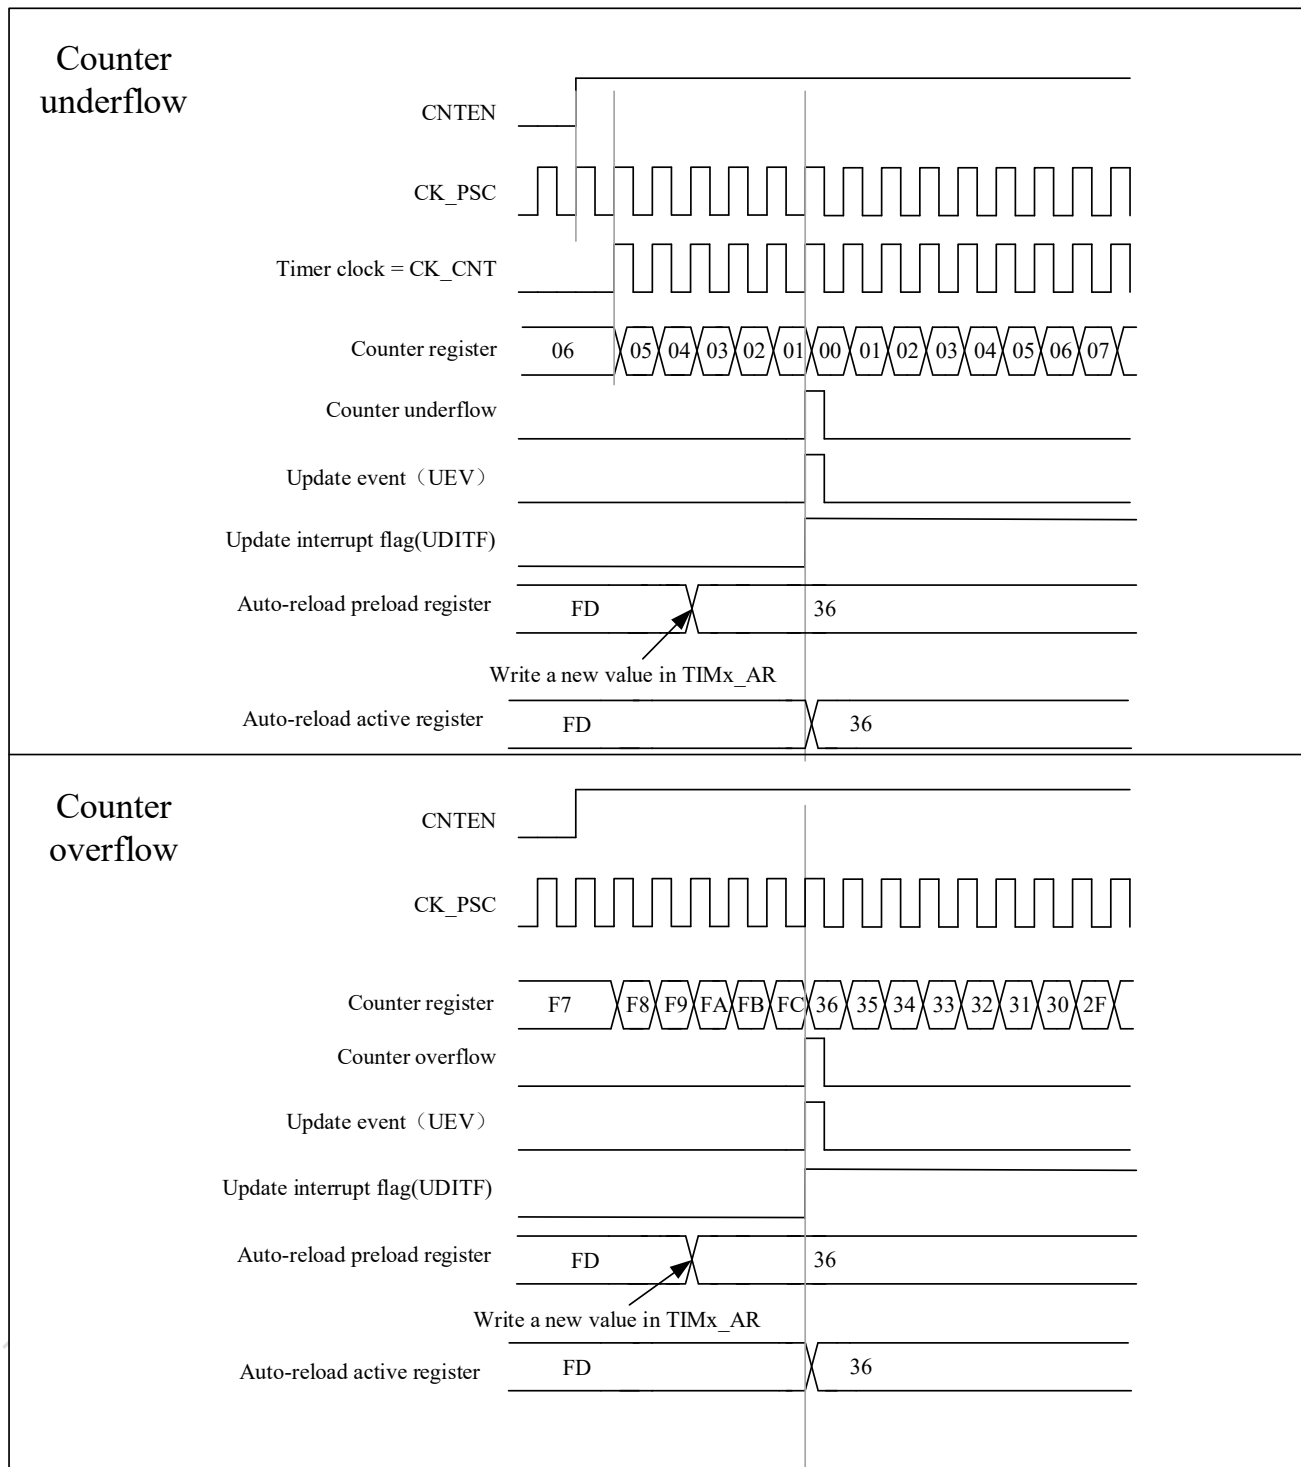 Counter
underflow
CNTEN
CK_PSC
Timer clock = CK_CNT
Counter register
06 05 04 03 02 01 00 01 02 03 04 05 06 07
Counter underflow
Update event（UEV）
Update interrupt flag(UDITF)
Auto-reload preload register
FD 36
Write a new value in TIMx_AR
Auto-reload active register
FD 36
Counter
overflow
CNTEN
CK_PSC
Counter register
F7 F8 F9 FA FB FC 36 35 34 33 32 31 30 2F
Counter overflow
Update event（UEV）
Update interrupt flag(UDITF)
Auto-reload preload register
FD 36
Write a new value in TIMx_AR
Auto-reload active register
FD 36